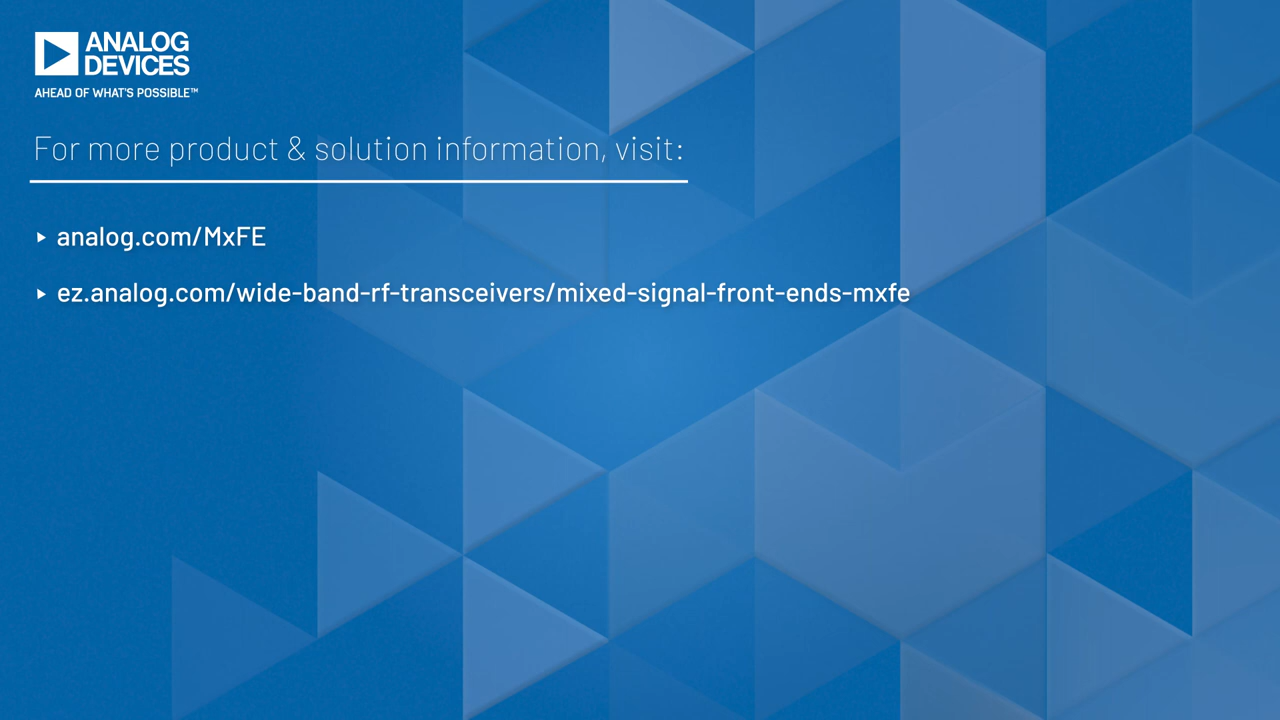 ANALOG
DEVICES
AHEAD OF WHAT'S POSSIBLE™
For more product & solution information, visit:
analog.com/MxFE
ez.analog.com/wide-band-rf-transceivers/mixed-signal-front-ends-mxfe